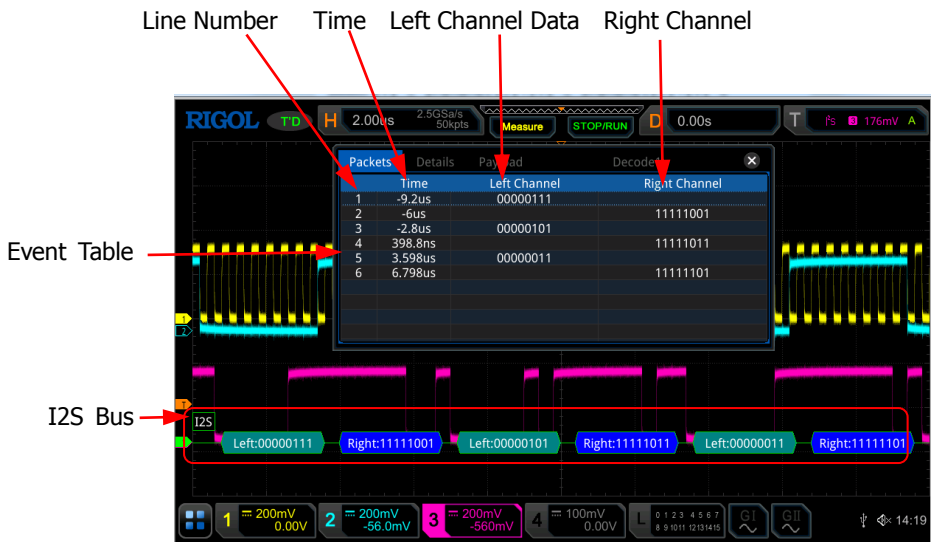 Line Number Time Left Channel Data Right Channel
RIGOL T'D H 2.00us 2.5GSa/s 50kpts Measure STOP/RUN D 0.00s T I²S 3 176mV A
Packets Details Payload Decode
Time Left Channel Right Channel
1 -9.2us 00000111
2 -6us 11111001
3 -2.8us 00000101
4 398.8ns 11111011
5 3.598us 00000011
6 6.798us 11111101
Event Table
1
2
T
I2S Bus
I2S
Left:00000111 Right:11111001 Left:00000101 Right:11111011 Left:00000011 Right:11111101
1 200mV 0.00V 2 200mV -56.0mV 3 200mV -560mV 4 100mV 0.00V L 0 1 2 3 4 5 6 7 8 9 10 11 12 13 14 15 GI GII 14:19